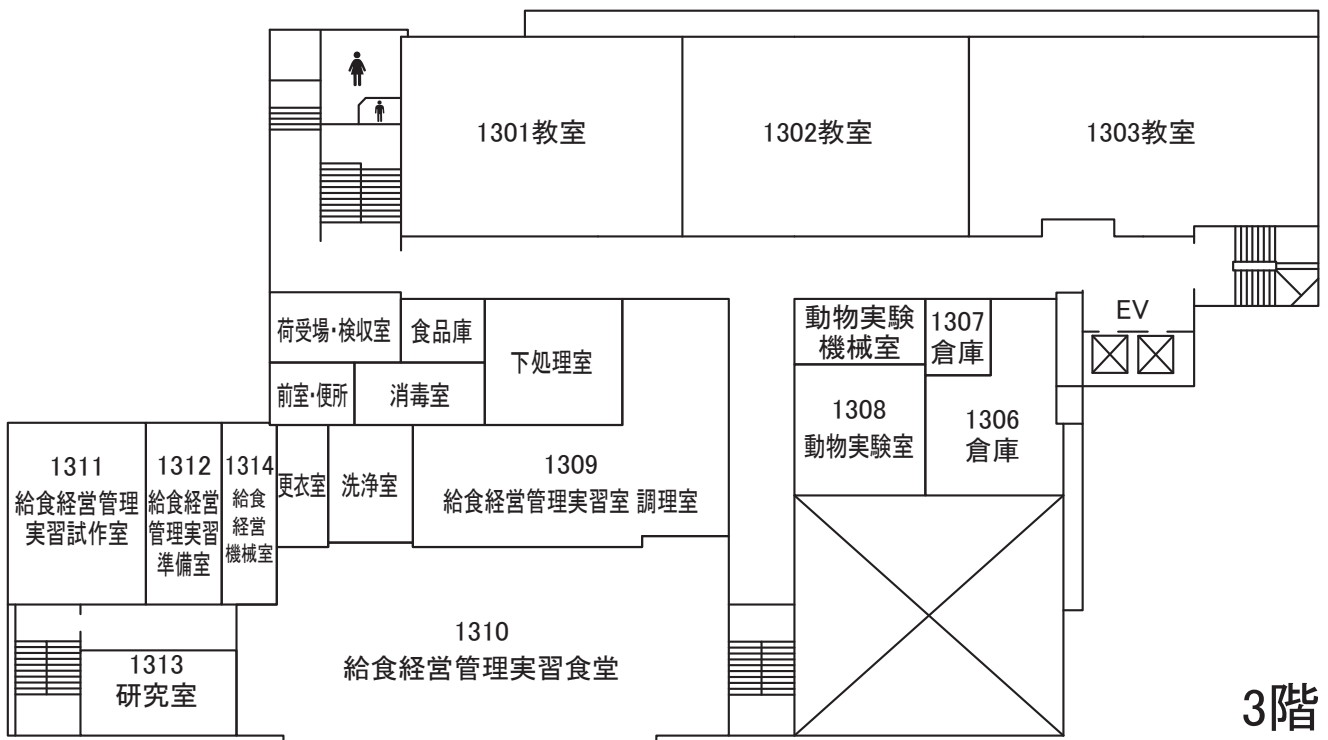 1301教室
1302教室
1303教室
EV
荷受場・検収室
食品庫
下処理室
前室・便所
消毒室
動物実験
機械室
1307
倉庫
1308
動物実験室
1306
倉庫
1311
給食経営管理
実習試作室
1312
給食経営
管理実習
準備室
1314
給食
経営
機械室
更衣室
洗浄室
1309
給食経営管理実習室 調理室
1310
給食経営管理実習食堂
1313
研究室
3階